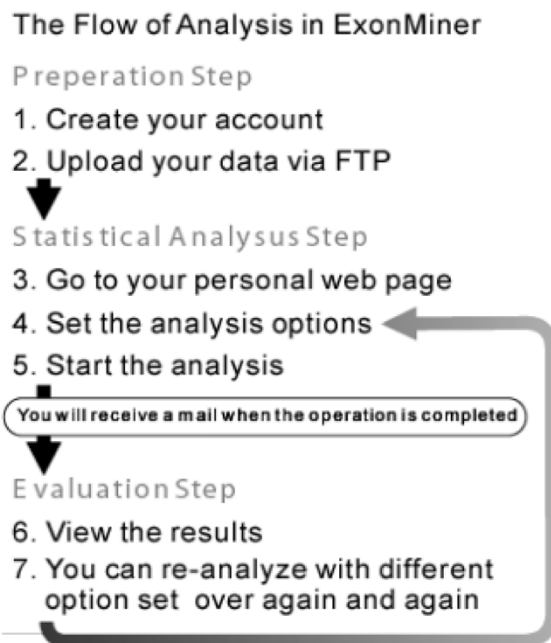 The Flow of Analysis in ExonMiner
Preperation Step
1. Create your account
2. Upload your data via FTP
Statistical Analysus Step
3. Go to your personal web page
4. Set the analysis options
5. Start the analysis
You will receive a mail when the operation is completed
Evaluation Step
6. View the results
7. You can re-analyze with different
option set over again and again